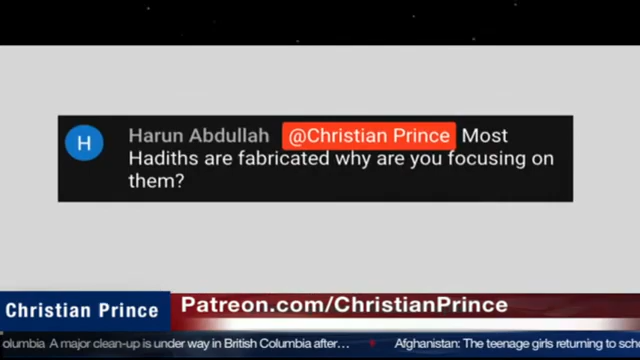 H
Harun Abdullah @Christian Prince Most
Hadiths are fabricated why are you focusing on
them?
Christian Prince
Patreon.com/ChristianPrince
olumbia A major clean-up is under way in British Columbia after... Afghanistan: The teenage girls returning to sch